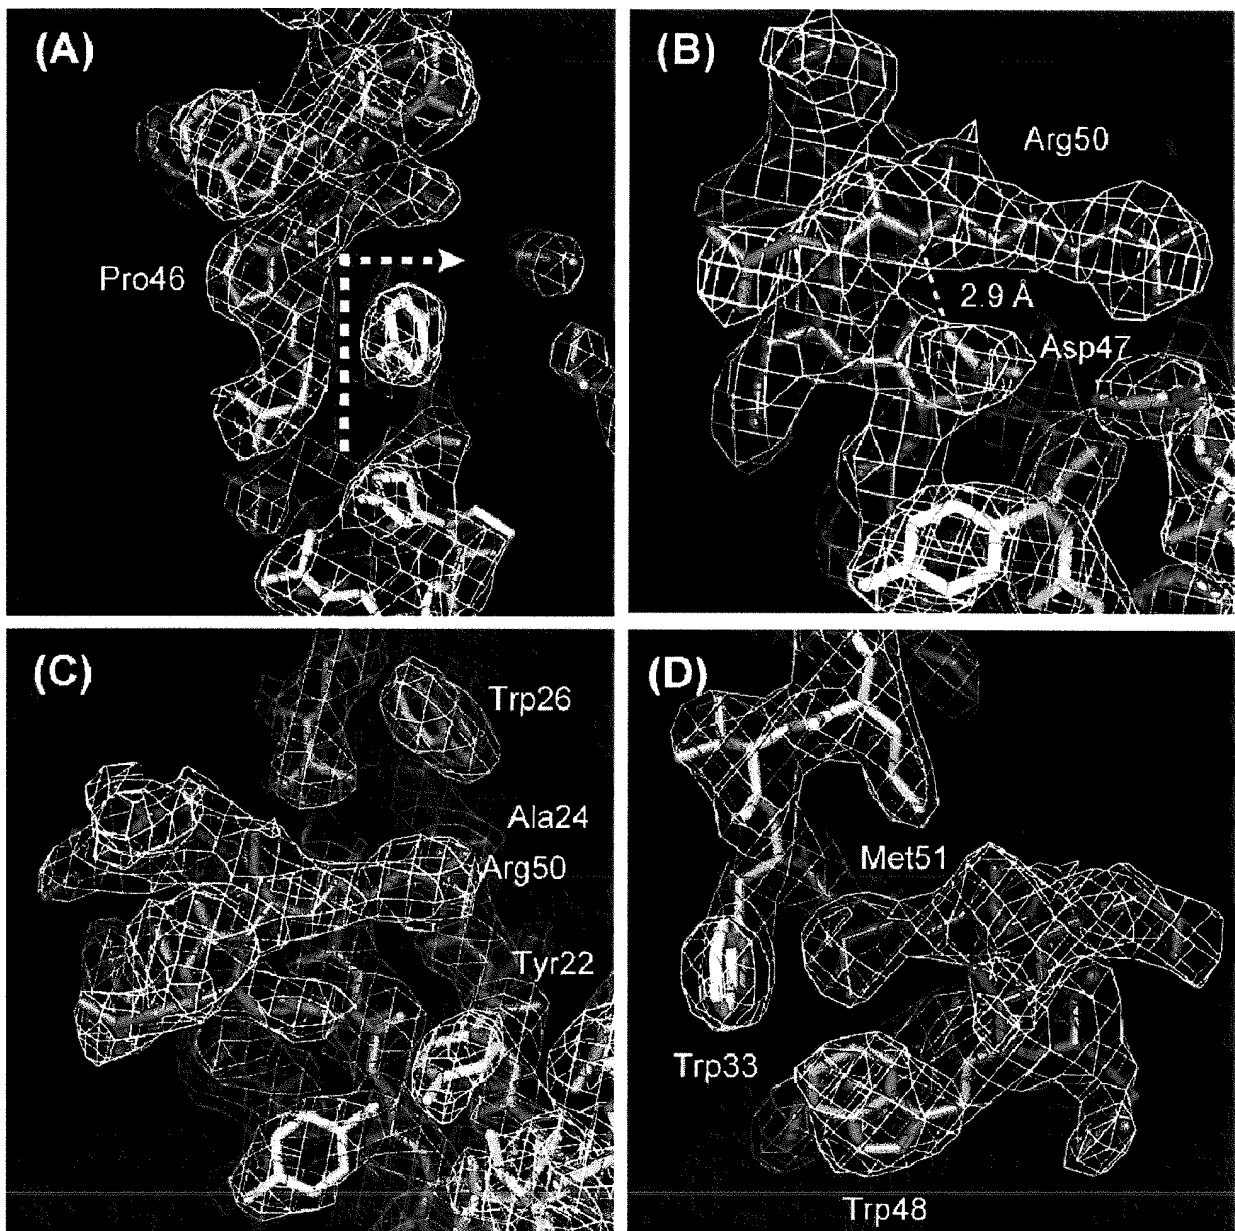 (A)
Pro46
(B)
Arg50
2.9 Å
Asp47
(C)
Trp26
Ala24
Arg50
Tyr22
(D)
Met51
Trp33
Trp48